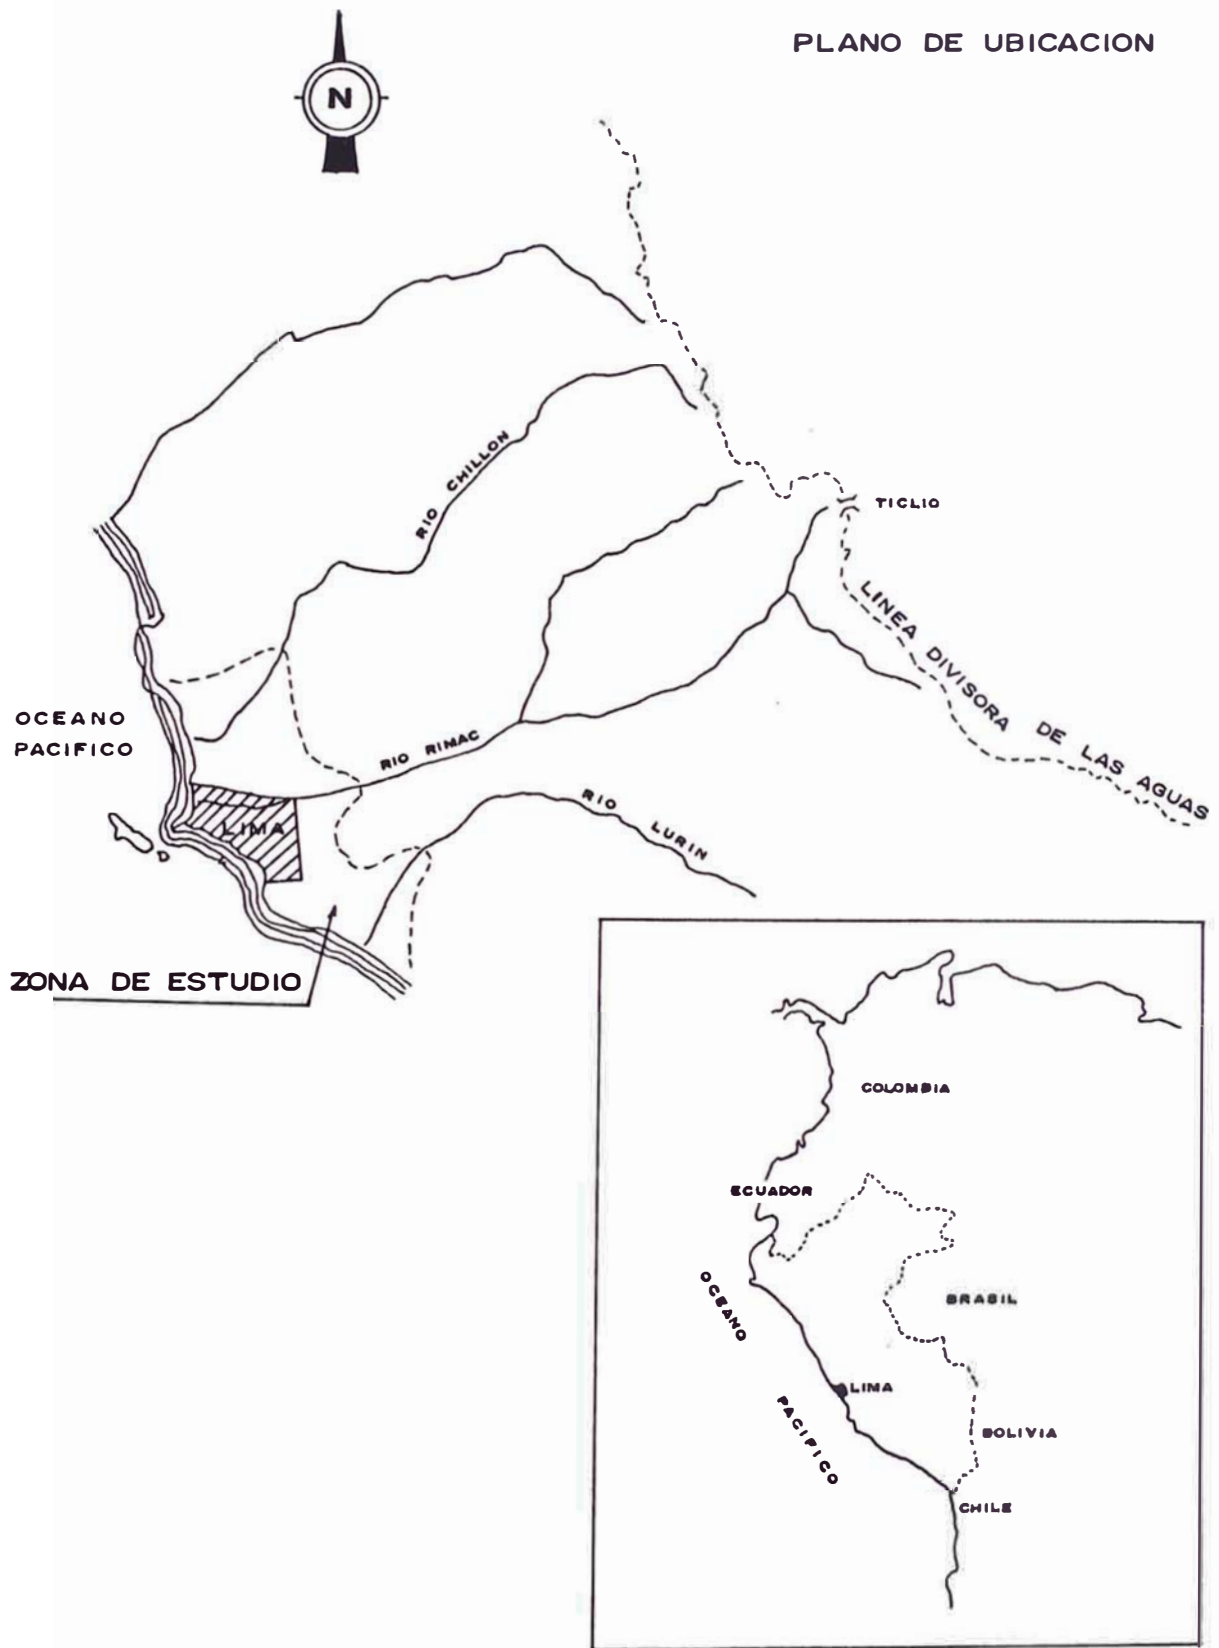 PLANO DE UBICACION
N
RIO CHILLON
TICLIO
LINEA DIVISORA DE LAS AGUAS
OCEANO
PACIFICO
RIO RIMAC
LIMA
RIO LURIN
ZONA DE ESTUDIO
COLOMBIA
ECUADOR
BRASIL
OCEANO PACIFICO
LIMA
BOLIVIA
CHILE